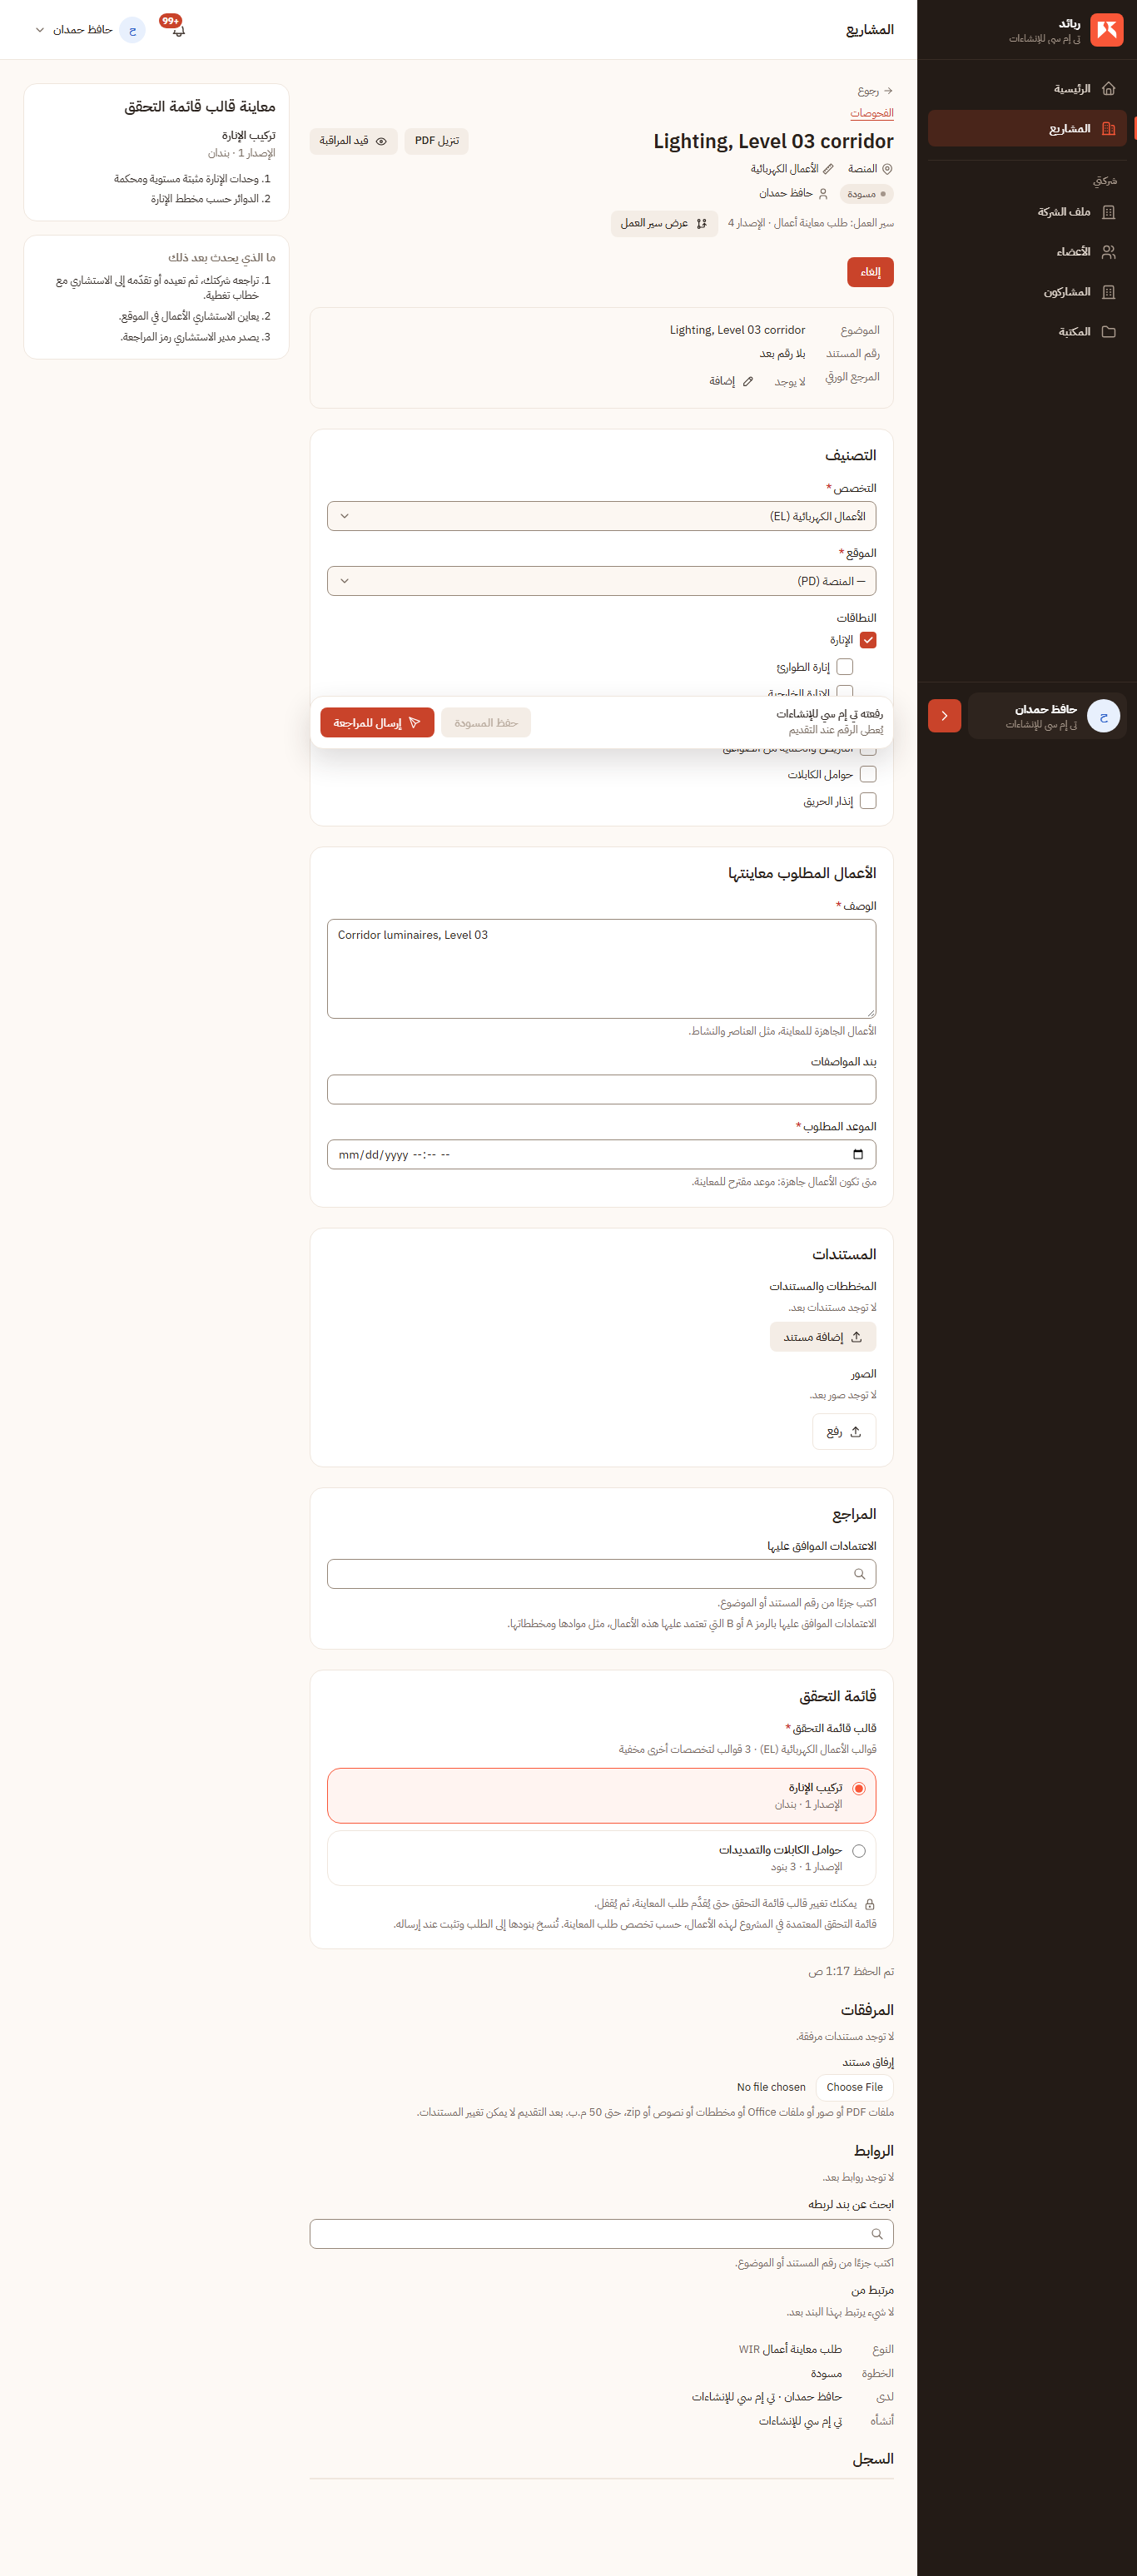 ربائد
تي إم سي للإنشاءات
الرئيسية
المشاريع
شركتي
ملف الشركة
الأعضاء
المشاركون
المكتبة
حافظ حمدان
تي إم سي للإنشاءات
المشاريع
99+
ح
حافظ حمدان
رجوع
الفحوصات
Lighting, Level 03 corridor
تنزيل PDF
قيد المراقبة
المنصة
الأعمال الكهربائية
مسودة
حافظ حمدان
سير العمل: طلب معاينة أعمال · الإصدار 4
عرض سير العمل
إلغاء
الموضوع
Lighting, Level 03 corridor
رقم المستند
بلا رقم بعد
المرجع الورقي
لا يوجد
إضافة
التصنيف
التخصص *
الأعمال الكهربائية (EL)
الموقع *
— المنصة (PD)
النطاقات
الإنارة
إنارة الطوارئ
الإنارة الخارجية
رفعته تي إم سي للإنشاءات
يُعطى الرقم عند التقديم
حفظ المسودة
إرسال للمراجعة
التأريض والحماية من الصواعق
حوامل الكابلات
إنذار الحريق
الأعمال المطلوب معاينتها
الوصف *
Corridor luminaires, Level 03
الأعمال الجاهزة للمعاينة، مثل العناصر والنشاط.
بند المواصفات
الموعد المطلوب *
mm/dd/yyyy --:-- --
متى تكون الأعمال جاهزة: موعد مقترح للمعاينة.
المستندات
المخططات والمستندات
لا توجد مستندات بعد.
إضافة مستند
الصور
لا توجد صور بعد.
رفع
المراجع
الاعتمادات الموافق عليها
اكتب جزءًا من رقم المستند أو الموضوع.
الاعتمادات الموافق عليها بالرمز A أو B التي تعتمد عليها هذه الأعمال، مثل موادها ومخططاتها.
قائمة التحقق
قالب قائمة التحقق *
قوالب الأعمال الكهربائية (EL) · 3 قوالب لتخصصات أخرى مخفية
تركيب الإنارة
الإصدار 1 · بندان
حوامل الكابلات والتمديدات
الإصدار 1 · 3 بنود
يمكنك تغيير قالب قائمة التحقق حتى يُقدَّم طلب المعاينة، ثم يُقفل.
قائمة التحقق المعتمدة في المشروع لهذه الأعمال، حسب تخصص طلب المعاينة. تُنسخ بنودها إلى الطلب وتثبت عند إرساله.
تم الحفظ 1:17 ص
المرفقات
لا توجد مستندات مرفقة.
إرفاق مستند
Choose File
No file chosen
ملفات PDF أو صور أو ملفات Office أو مخططات أو نصوص أو zip، حتى 50 م.ب. بعد التقديم لا يمكن تغيير المستندات.
الروابط
لا توجد روابط بعد.
ابحث عن بند لربطه
اكتب جزءًا من رقم المستند أو الموضوع.
مرتبط من
لا شيء يرتبط بهذا البند بعد.
النوع
طلب معاينة أعمال WIR
الخطوة
مسودة
لدى
حافظ حمدان · تي إم سي للإنشاءات
أنشأه
تي إم سي للإنشاءات
السجل
معاينة قالب قائمة التحقق
تركيب الإنارة
الإصدار 1 · بندان
1. وحدات الإنارة مثبتة مستوية ومحكمة
2. الدوائر حسب مخطط الإنارة
ما الذي يحدث بعد ذلك
1. تراجعه شركتك، ثم تعيده أو تقدّمه إلى الاستشاري مع
خطاب تغطية.
2. يعاين الاستشاري الأعمال في الموقع.
3. يصدر مدير الاستشاري رمز المراجعة.